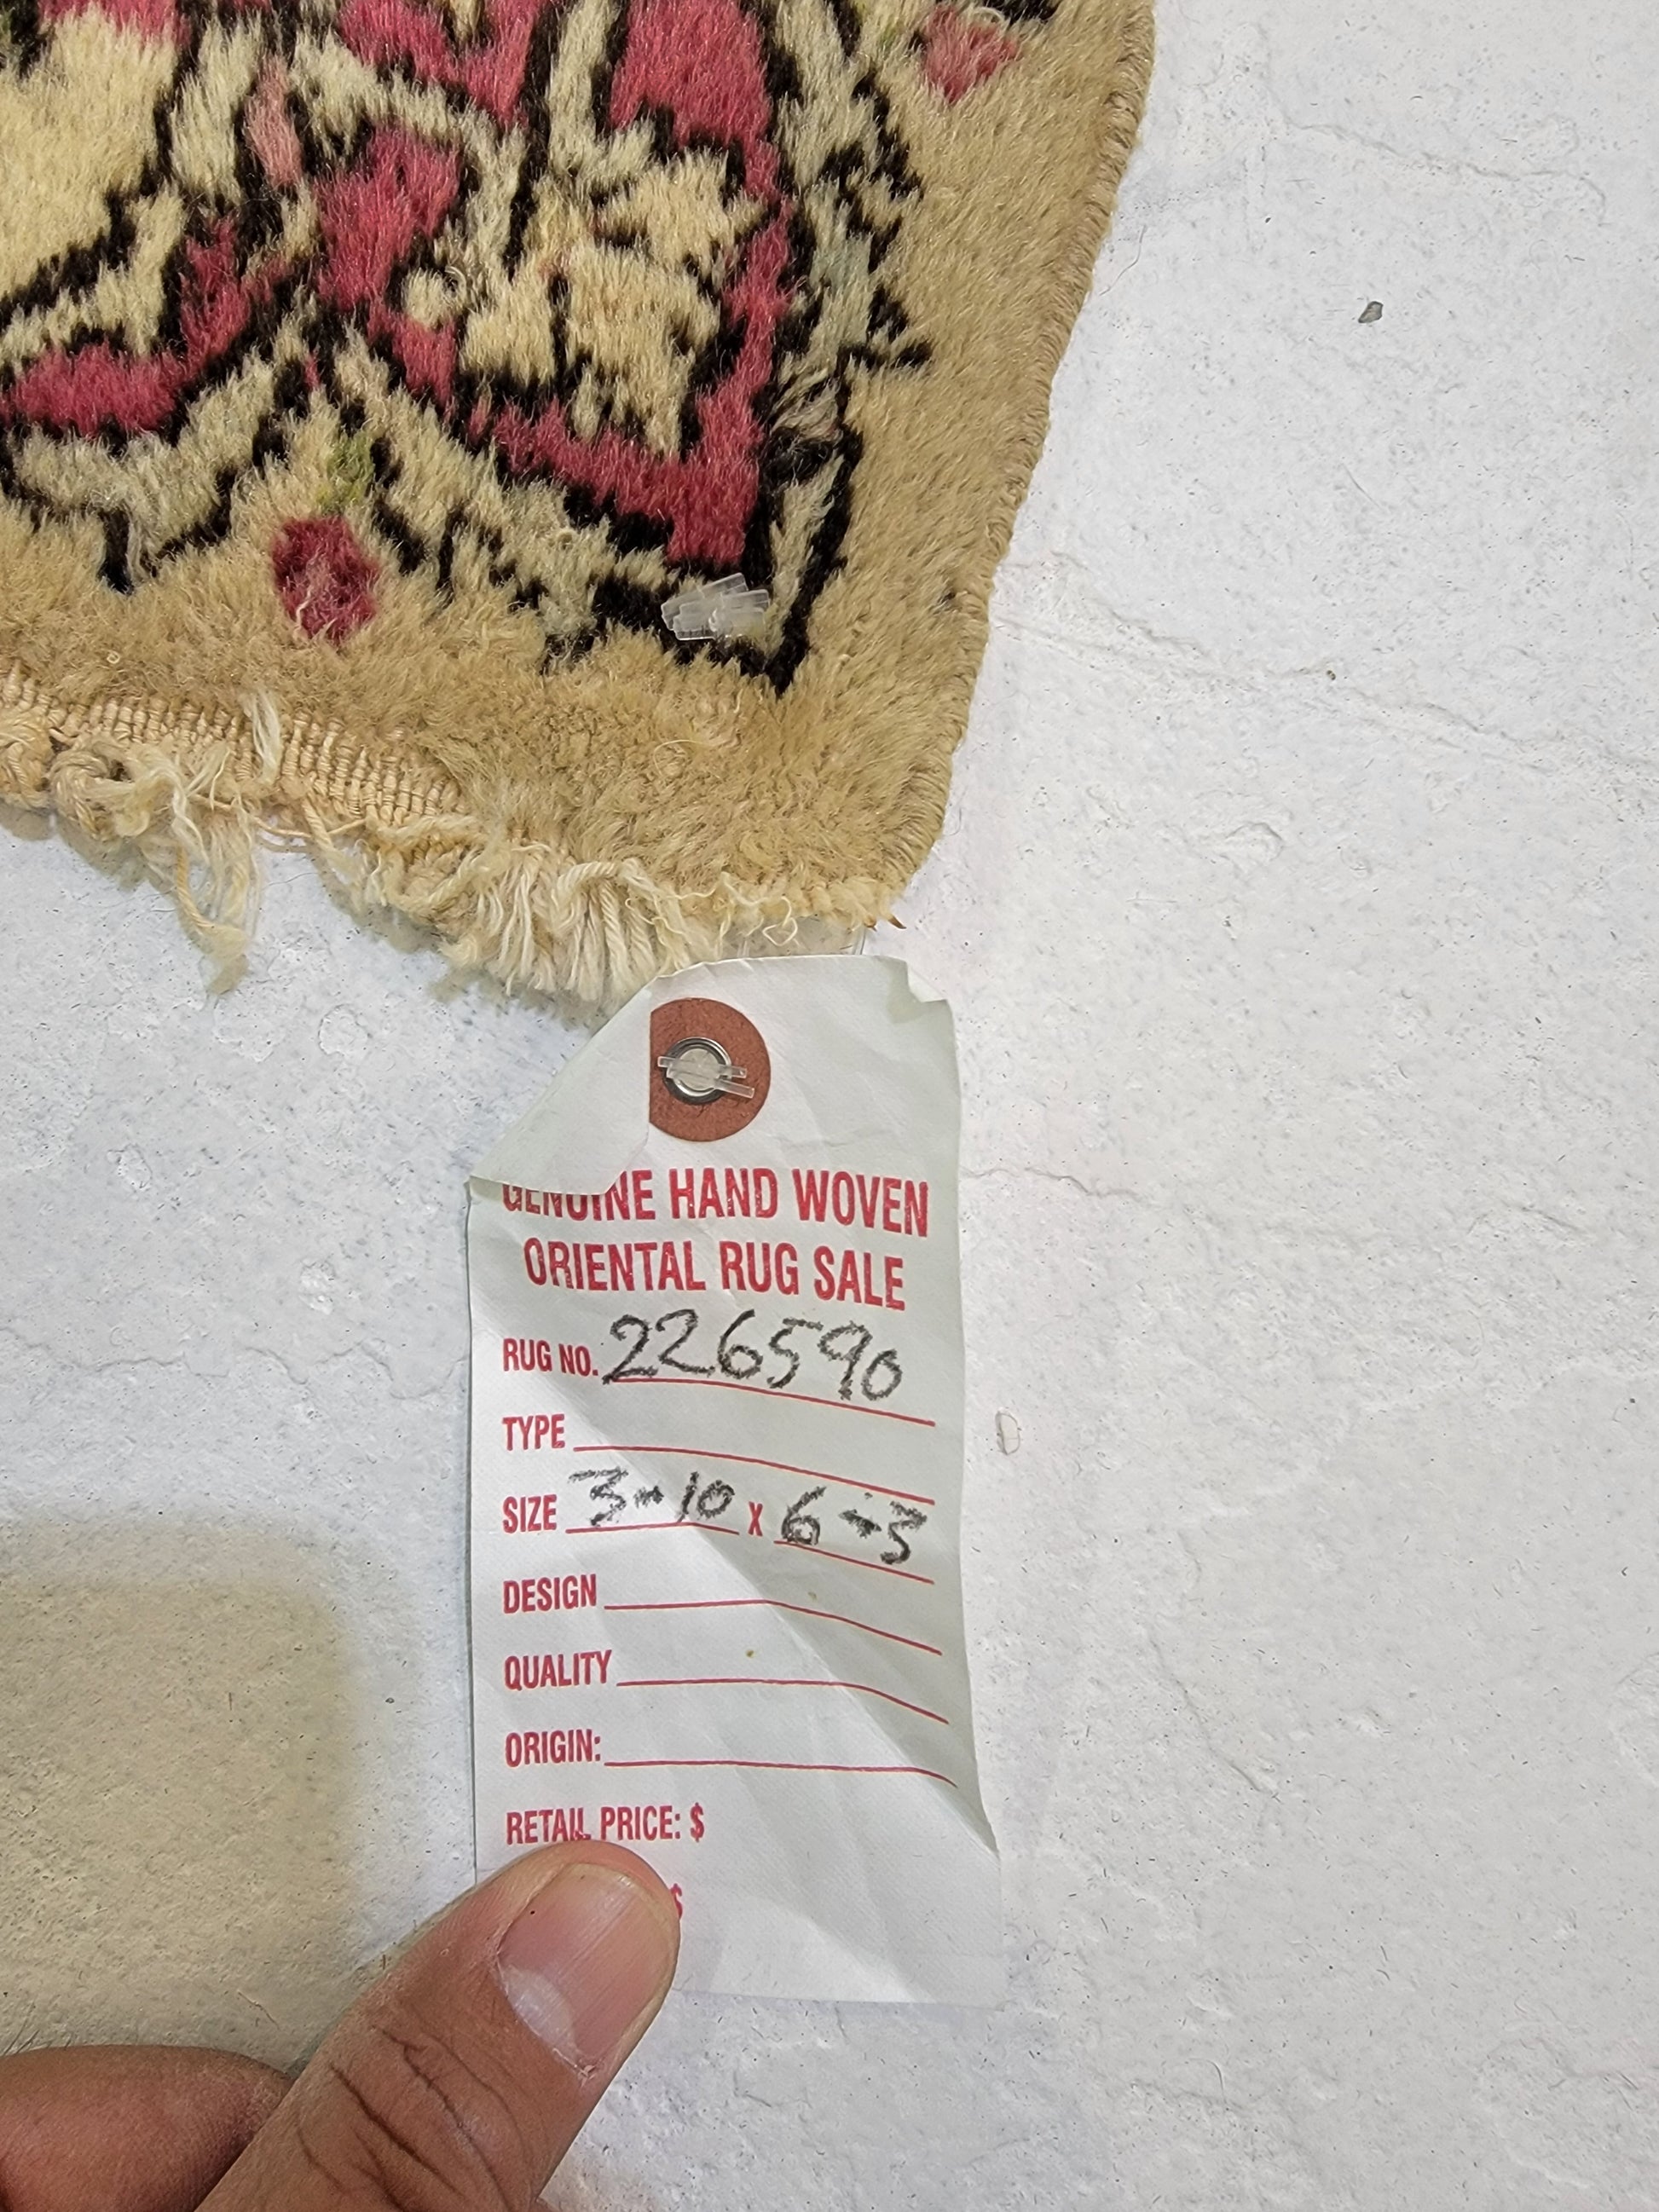 GENUINE HAND WOVEN
ORIENTAL RUG SALE
RUG NO. 226590
TYPE
SIZE 3-10 x 6-3
DESIGN
QUALITY
ORIGIN:
RETAIL PRICE: $
$